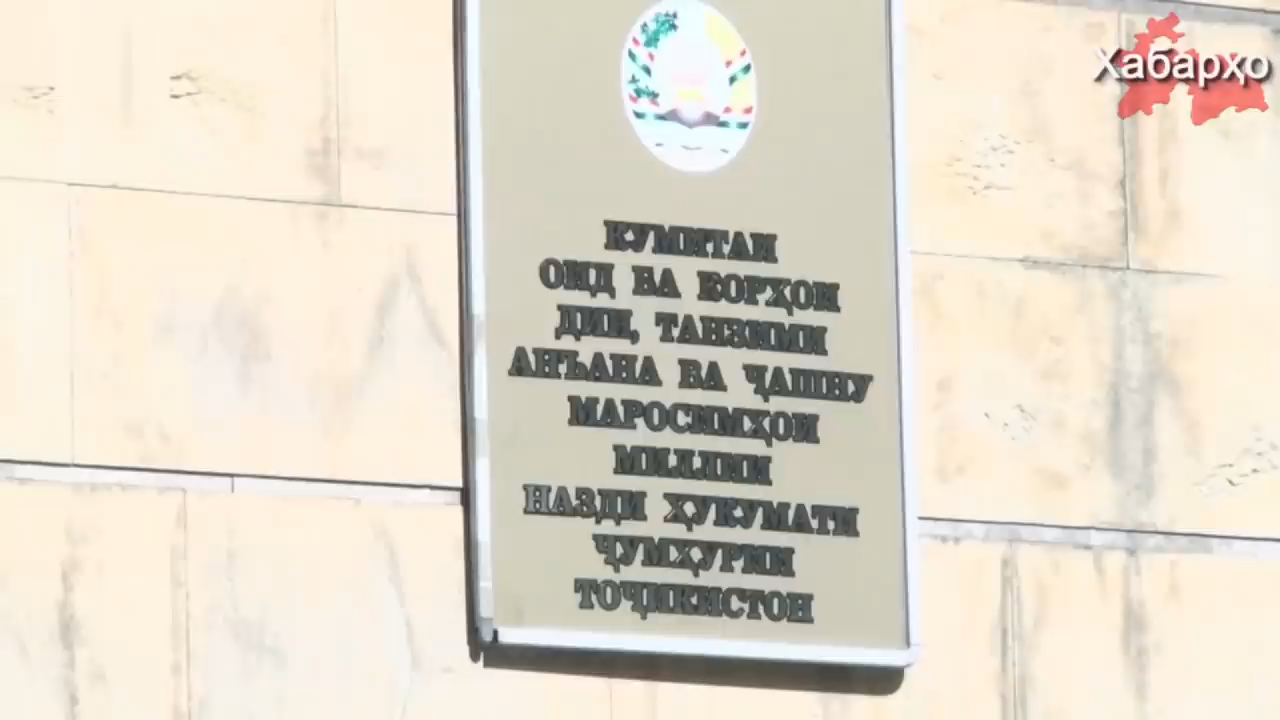 Хабарҳо
КУМИТАИ
ОИД БА КОРҲОИ
ДИН, ТАНЗИМИ
АНЪАНА ВА ҶАШНУ
МАРОСИМҲОИ
МИЛЛИИ
НАЗДИ ҲУКУМАТИ
ҶУМҲУРИИ
ТОҶИКИСТОН